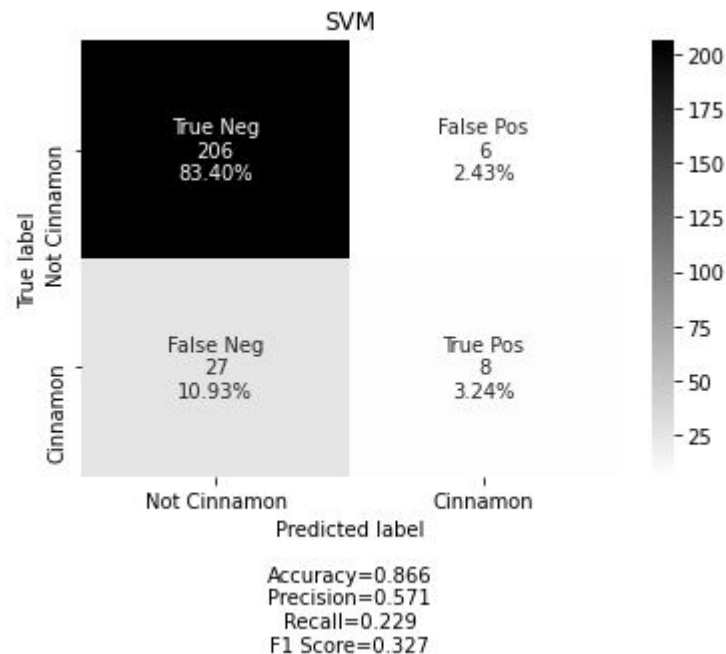 SVM
True Neg
206
83.40%
False Pos
6
2.43%
False Neg
27
10.93%
True Pos
8
3.24%
True label
Not Cinnamon
Cinnamon
Not Cinnamon
Cinnamon
Predicted label
200
175
150
125
100
75
50
25
Accuracy=0.866
Precision=0.571
Recall=0.229
F1 Score=0.327